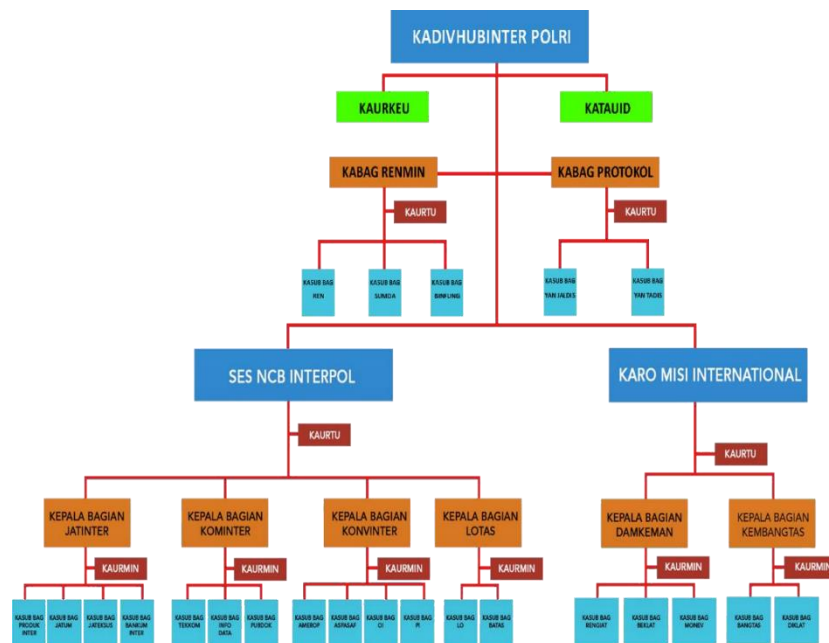 KADIVHUBINTER POLRI
KAURKEU
KATAUID
KABAG RENMIN
KABAG PROTOKOL
KAURTU
KAURTU
KASUB BAG
REN
KASUB BAG
SUMDA
KASUB BAG
BINFUNG
KASUB BAG
YAN JALDIS
KASUB BAG
YAN TADIS
SES NCB INTERPOL
KARO MISI INTERNATIONAL
KAURTU
KAURTU
KEPALA BAGIAN
JATINTER
KEPALA BAGIAN
KOMINTER
KEPALA BAGIAN
KONVINTER
KEPALA BAGIAN
LOTAS
KEPALA BAGIAN
DAMKEMAN
KEPALA BAGIAN
KEMBANGTAS
KAURMIN
KAURMIN
KAURMIN
KAURMIN
KAURMIN
KAURMIN
KASUB BAG
PRODUK
INTER
KASUB BAG
JATUM
KASUB BAG
JATEKSUS
KASUB BAG
BANKUM
INTER
KASUB BAG
TEKKOM
KASUB BAG
INFO
DATA
KASUB BAG
PUBDOK
KASUB BAG
AMEROP
KASUB BAG
ASPASAF
KASUB BAG
OI
KASUB BAG
PI
KASUB BAG
LO
KASUB BAG
BATAS
KASUB BAG
RENGIAT
KASUB BAG
KASUB BAG
MONEV
KASUB BAG
BANGTAS
KASUB BAG
DIKLAT